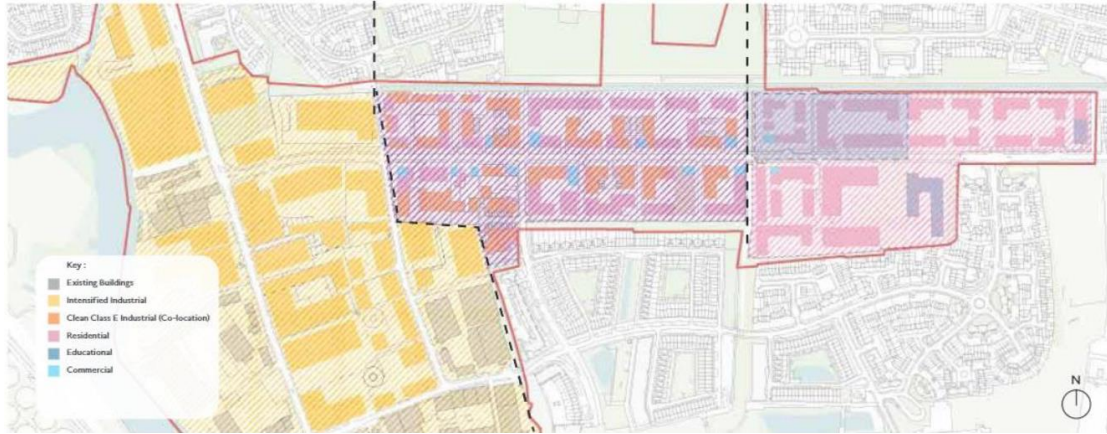 Key :
Existing Buildings
Intensified Industrial
Clean Class E Industrial (Co-location)
Residential
Educational
Commercial
N